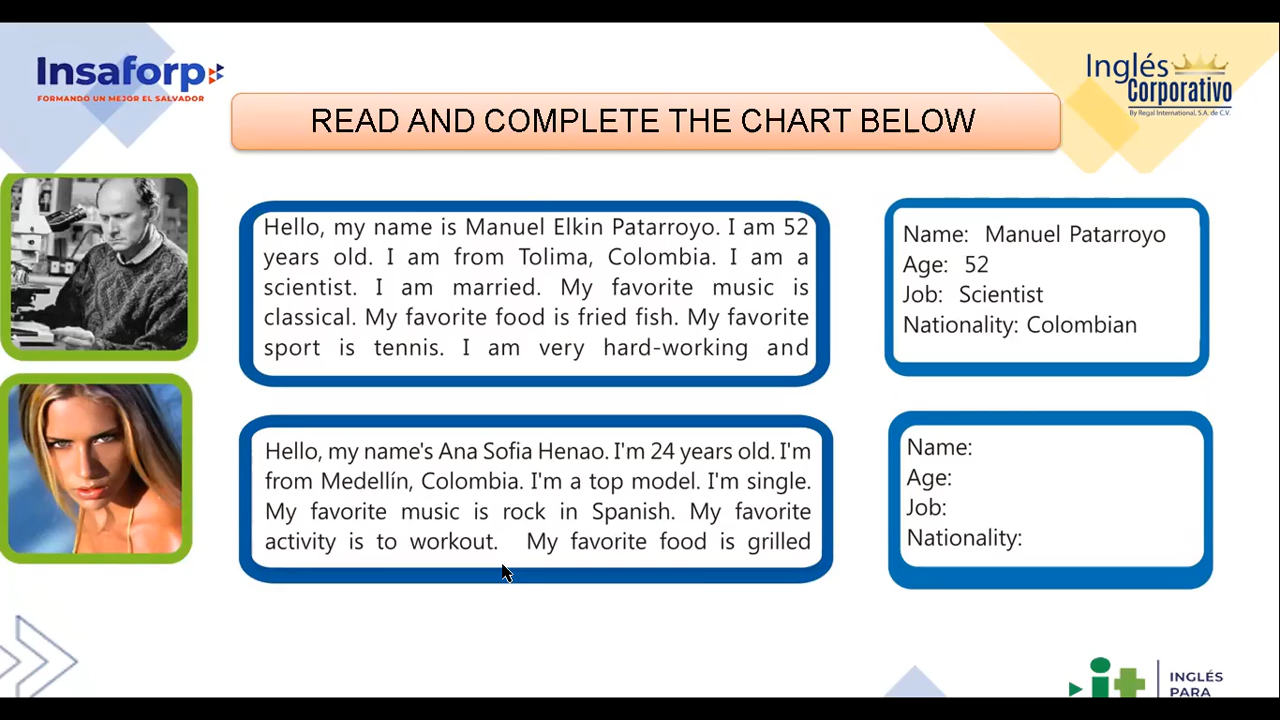 Insaforp
FORMANDO UN MEJOR EL SALVADOR
Inglés
Corporativo
By Regal International, S.A. de C.V.
READ AND COMPLETE THE CHART BELOW
Hello, my name is Manuel Elkin Patarroyo. I am 52
years old. I am from Tolima, Colombia. I am a
scientist. I am married. My favorite music is
classical. My favorite food is fried fish. My favorite
sport is tennis. I am very hard-working and
Name: Manuel Patarroyo
Age: 52
Job: Scientist
Nationality: Colombian
Hello, my name's Ana Sofia Henao. I'm 24 years old. I'm
from Medellín, Colombia. I'm a top model. I'm single.
My favorite music is rock in Spanish. My favorite
activity is to workout. My favorite food is grilled
Name:
Age:
Job:
Nationality:
it
INGLÉS
PARA